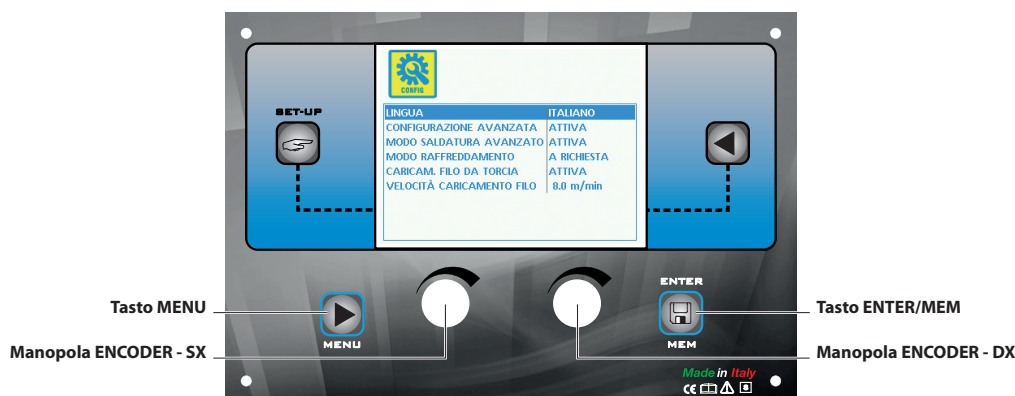 CONFIG
LINGUA ITALIANO
CONFIGURAZIONE AVANZATA ATTIVA
MODO SALDATURA AVANZATO ATTIVA
MODO RAFFREDDAMENTO A RICHIESTA
CARICAM. FILO DA TORCIA ATTIVA
VELOCITÀ CARICAMENTO FILO 8.0 m/min
SET-UP
ENTER
Tasto MENU
Tasto ENTER/MEM
MENU
MEM
Manopola ENCODER - SX
Manopola ENCODER - DX
Made in Italy
CE